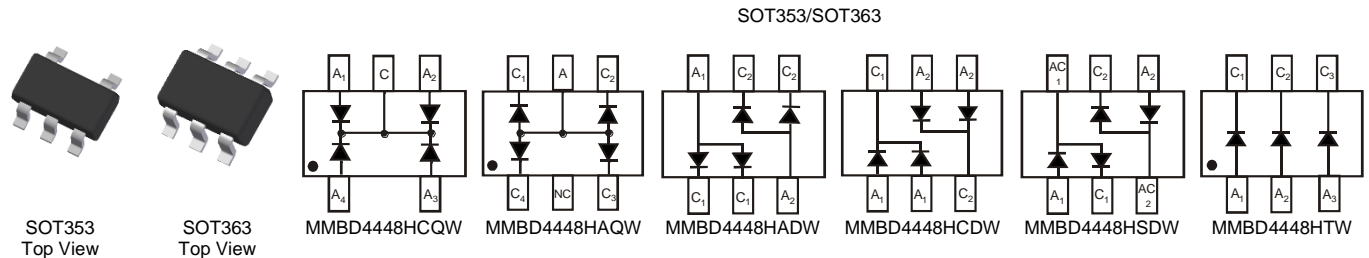 SOT353/SOT363
A1 C A2
C1 A C2
A1 C2 C2
C1 A2 A2
AC1 C2 A2
C1 C2 C3
A4 A3
C4 NC C3
C1 C1 A2
A1 A1 C2
A1 C1 AC2
A1 A2 A3
SOT353
Top View
SOT363
Top View
MMBD4448HCQW
MMBD4448HAQW
MMBD4448HADW
MMBD4448HCDW
MMBD4448HSDW
MMBD4448HTW